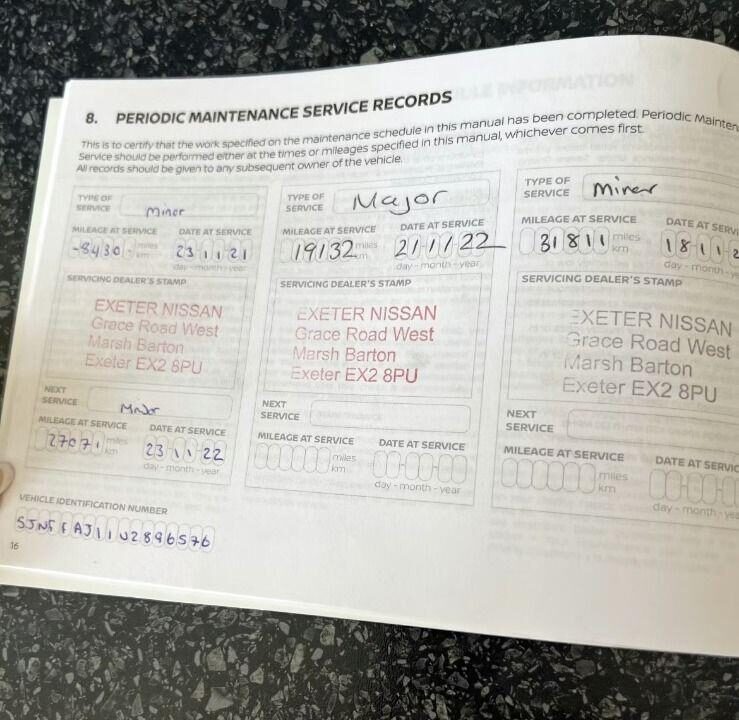 8. PERIODIC MAINTENANCE SERVICE RECORDS
This is to certify that the work specified on the maintenance schedule in this manual has been completed. Periodic
Service should be performed either at the times or mileages specified in this manual, whichever comes first.
All records should be given to any subsequent owner of the vehicle.
TYPE OF SERVICE Minor
MILEAGE AT SERVICE DATE AT SERVICE
-8430- miles km 23 11 21
day - month - year
SERVICING DEALER'S STAMP
EXETER NISSAN
Grace Road West
Marsh Barton
Exeter EX2 8PU
NEXT SERVICE
MILEAGE AT SERVICE DATE AT SERVICE
27071 miles km 23 11 22
day - month - year
TYPE OF SERVICE Major
MILEAGE AT SERVICE DATE AT SERVICE
19132 miles km 21/11/22
day - month - year
SERVICING DEALER'S STAMP
EXETER NISSAN
Grace Road West
Marsh Barton
Exeter EX2 8PU
NEXT SERVICE
MILEAGE AT SERVICE DATE AT SERVICE
miles km
day - month - year
TYPE OF SERVICE Minor
MILEAGE AT SERVICE DATE AT
31811 miles km 18 11
day - month -
SERVICING DEALER'S STAMP
EXETER NISSAN
Grace Road West
Marsh Barton
Exeter EX2 8PU
NEXT SERVICE
MILEAGE AT SERVICE DATE AT
miles km
day - month -
VEHICLE IDENTIFICATION NUMBER
SJNFFAJ11U2896576
16